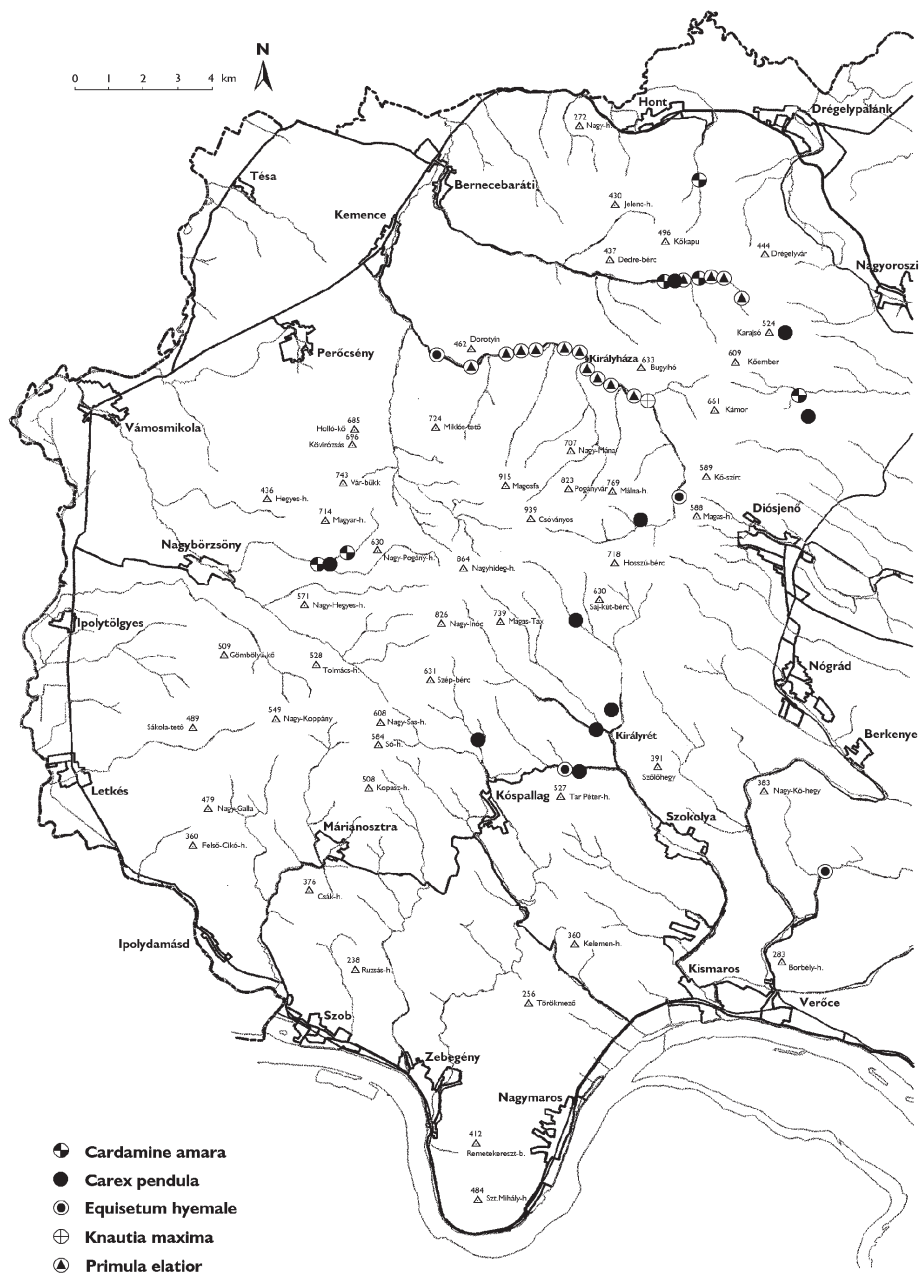 N
0 1 2 3 4 km
Hont
Drégelypalánk
272
Nagy-h.
Tésa
Bernecebaráti
430
Jelenc-h.
Kemence
496
Kőkapu
437
Dedre-bérc
444
Drégelyvár
Nagyoroszi
524
Karajsó
Perőcsény
462
Dorotyin
Királyháza
633
Bugyihó
609
Kőember
Vámosmikola
685
Holló-kő
696
Kővirózsás
724
Miklós-tető
661
Kámor
707
Nagy-Mána
743
Vár-bükk
915
Magosfa
823
Pogányvár
769
Málna-h.
589
Kő-szirt
436
Hegyes-h.
714
Magyar-h.
939
Csóványos
588
Magas-h.
Diósjenő
Nagybörzsöny
630
Nagy-Pogány-h.
864
Nagyhideg-h.
718
Hosszú-bérc
571
Nagy-Hegyes-h.
630
Saj-kút-bérc
Ipolytölgyes
826
Nagy-Inóc
739
Magas-Tax
509
Gömbölyű-kő
528
Tolmács-h.
631
Szép-bérc
Nógrád
489
Sákola-tető
549
Nagy-Koppány
608
Nagy-Sas-h.
584
Só-h.
Királyrét
Berkenye
391
Szőlőhegy
Letkés
508
Kopasz-h.
Kóspallag
527
Tar Péter-h.
383
Nagy-Kő-hegy
479
Nagy-Galla
Márianosztra
Szokolya
360
Felső-Cikó-h.
376
Csák-h.
Ipolydamásd
360
Kelemen-h.
238
Ruzsás-h.
Kismaros
283
Borbély-h.
256
Törökmező
Verőce
Szob
Zebegény
Nagymaros
412
Remetekereszt-b.
484
Szt.Mihály-h.
Cardamine amara
Carex pendula
Equisetum hyemale
Knautia maxima
Primula elatior